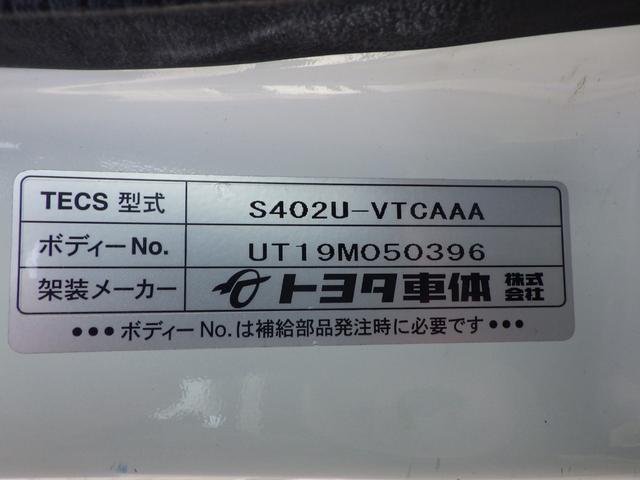 TECS 型式 S402U-VTCAAA
ボディーNo. UT19M050396
架装メーカー トヨタ車体 株式会社
●●●ボディーNo.は補給部品発注時に必要です●●●